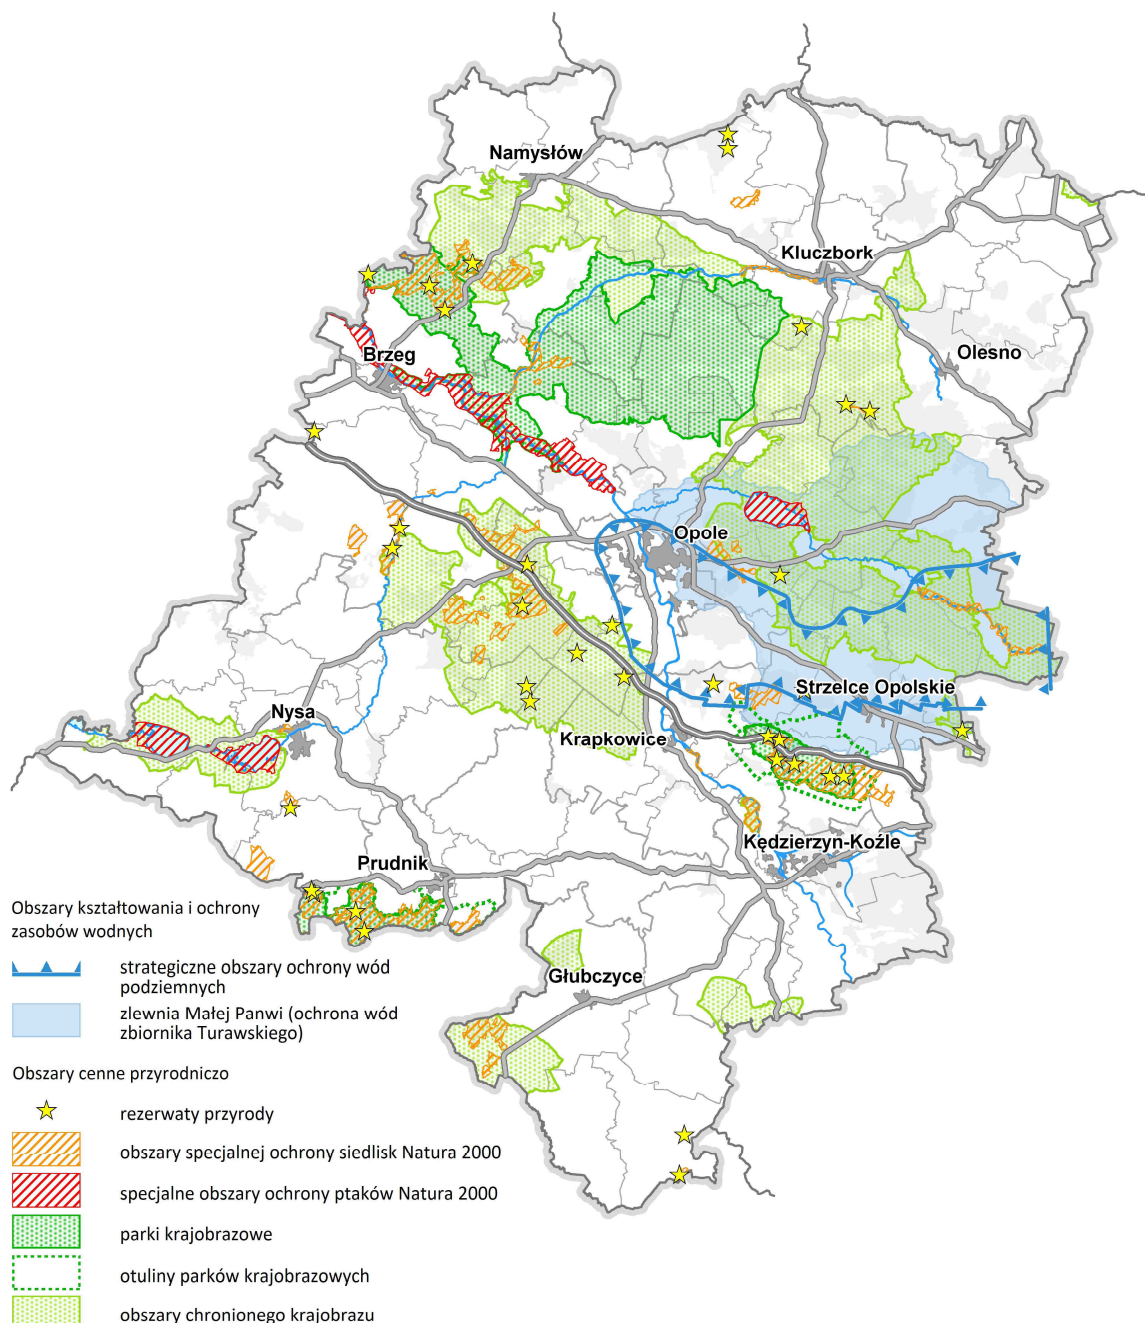 Namysłów
Kluczbork
Olesno
Brzeg
Opole
Strzelce Opolskie
Nysa
Krapkowice
Kędzierzyn-Koźle
Prudnik
Głubczyce
Obszary kształtowania i ochrony
zasobów wodnych
strategiczne obszary ochrony wód
podziemnych
zlewnia Małej Panwi (ochrona wód
zbiornika Turawskiego)
Obszary cenne przyrodniczo
rezerwaty przyrody
obszary specjalnej ochrony siedlisk Natura 2000
specjalne obszary ochrony ptaków Natura 2000
parki krajobrazowe
otuliny parków krajobrazowych
obszary chronionego krajobrazu